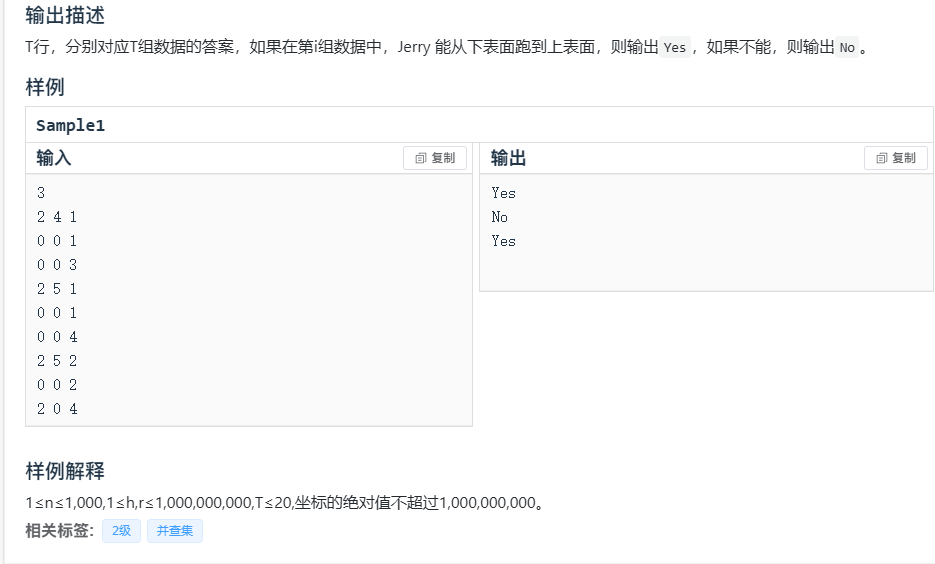 输出描述
T行，分别对应T组数据的答案，如果在第i组数据中，Jerry 能从下表面跑到上表面，则输出 Yes ，如果不能，则输出 No 。
样例
Sample1
输入
复制
3
2 4 1
0 0 1
0 0 3
2 5 1
0 0 1
0 0 4
2 5 2
0 0 2
2 0 4
输出
复制
Yes
No
Yes
样例解释
1≤n≤1,000,1≤h,r≤1,000,000,000,T≤20,坐标的绝对值不超过1,000,000,000。
相关标签： 2级 并查集